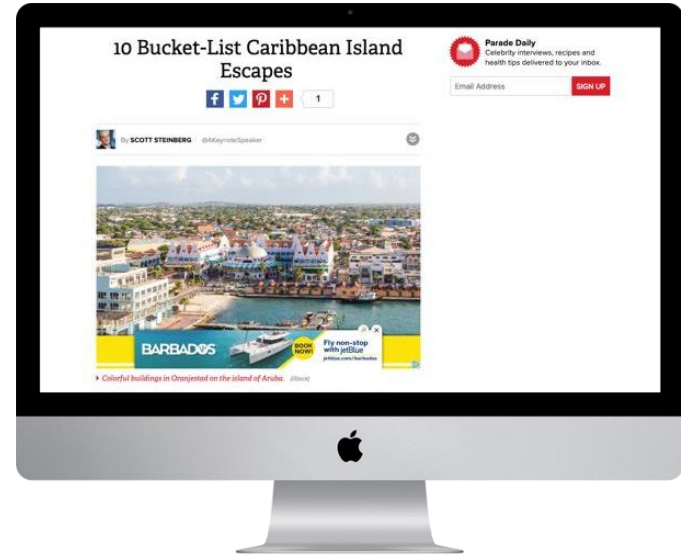 10 Bucket-List Caribbean Island
Escapes
1
By SCOTT STEINBERG @AKeynoteSpeaker
BARBADOS
BOOK
NOW!
Fly non-stop
with jetBlue
jetblue.com/barbados
Colorful buildings in Oranjestad on the island of Aruba. (iStock)
Parade Daily
Celebrity interviews, recipes and
health tips delivered to your inbox.
Email Address
SIGN UP